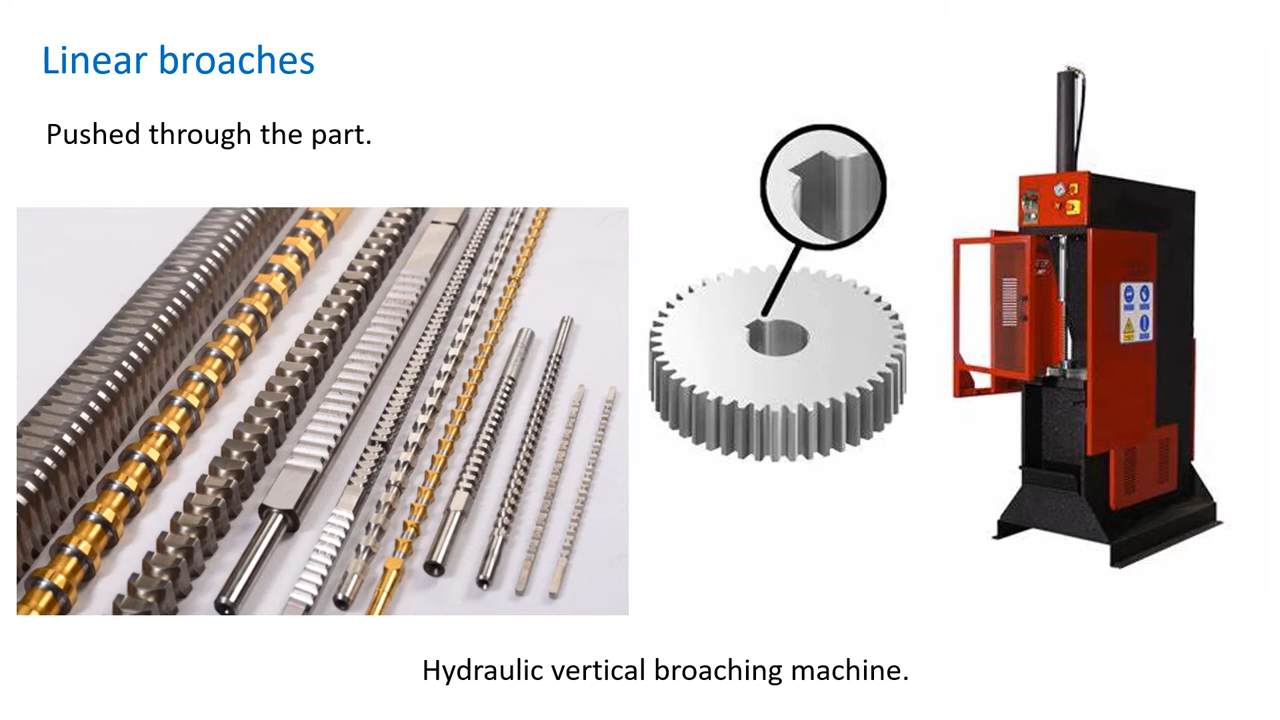 Linear broaches
Pushed through the part.
Hydraulic vertical broaching machine.